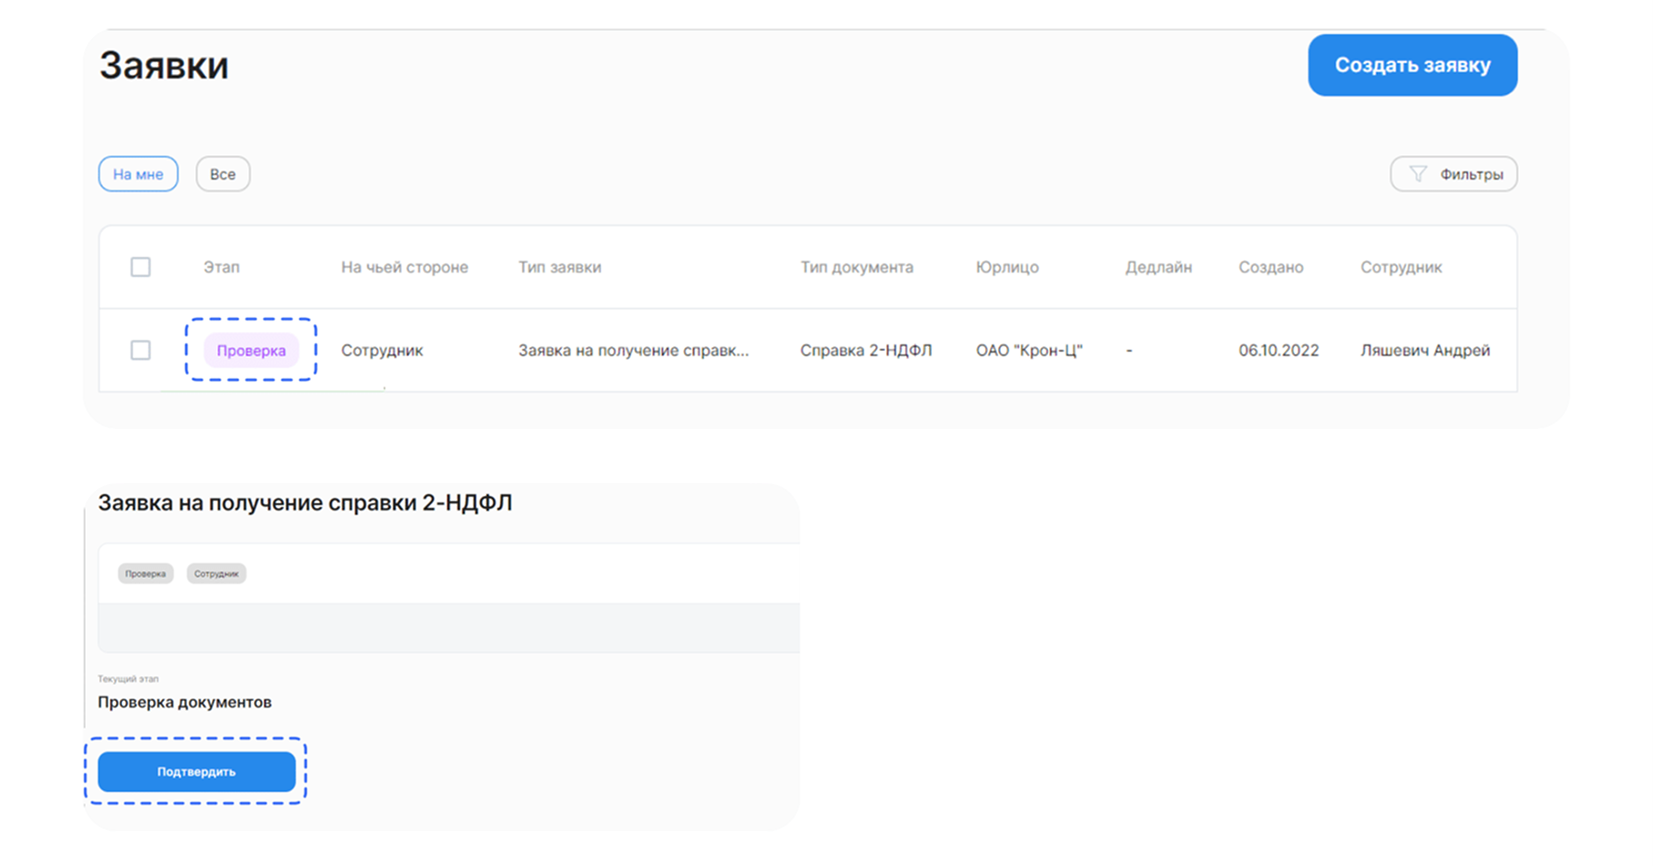 Заявки
Создать заявку
На мне
Все
Фильтры
Этап
На чьей стороне
Тип заявки
Тип документа
Юрлицо
Дедлайн
Создано
Сотрудник
Проверка
Сотрудник
Заявка на получение справк...
Справка 2-НДФЛ
ОАО "Крон-Ц"
-
06.10.2022
Ляшевич Андрей
Заявка на получение справки 2-НДФЛ
Проверка
Сотрудник
Текущий этап
Проверка документов
Подтвердить